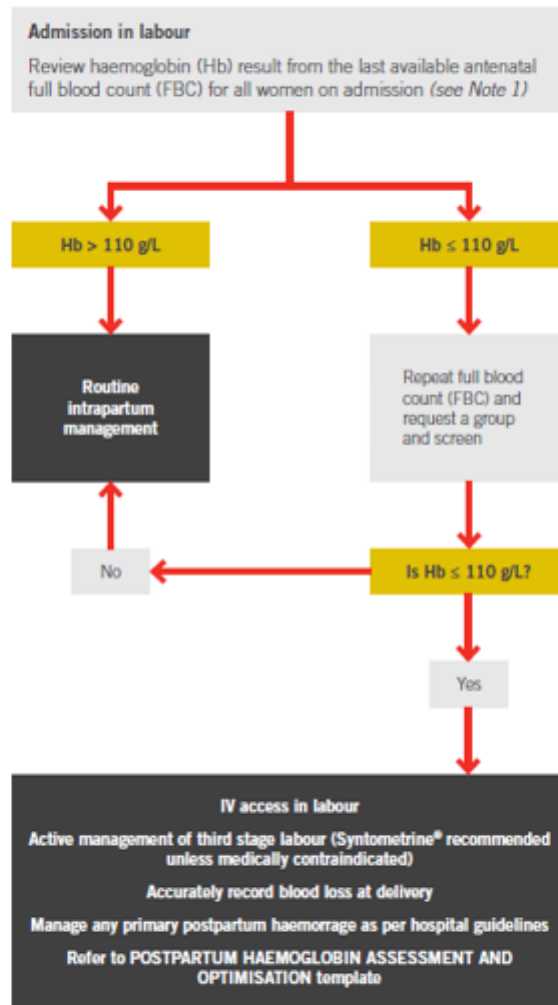 Admission in labour
Review haemoglobin (Hb) result from the last available antenatal
full blood count (FBC) for all women on admission (see Note 1)
Hb > 110 g/L
Hb ≤ 110 g/L
Routine
intrapartum
management
Repeat full blood
count (FBC) and
request a group
and screen
No
Is Hb ≤ 110 g/L?
Yes
IV access in labour
Active management of third stage labour (Syntometrine® recommended
unless medically contraindicated)
Accurately record blood loss at delivery
Manage any primary postpartum haemorrage as per hospital guidelines
Refer to POSTPARTUM HAEMOGLOBIN ASSESSMENT AND
OPTIMISATION template